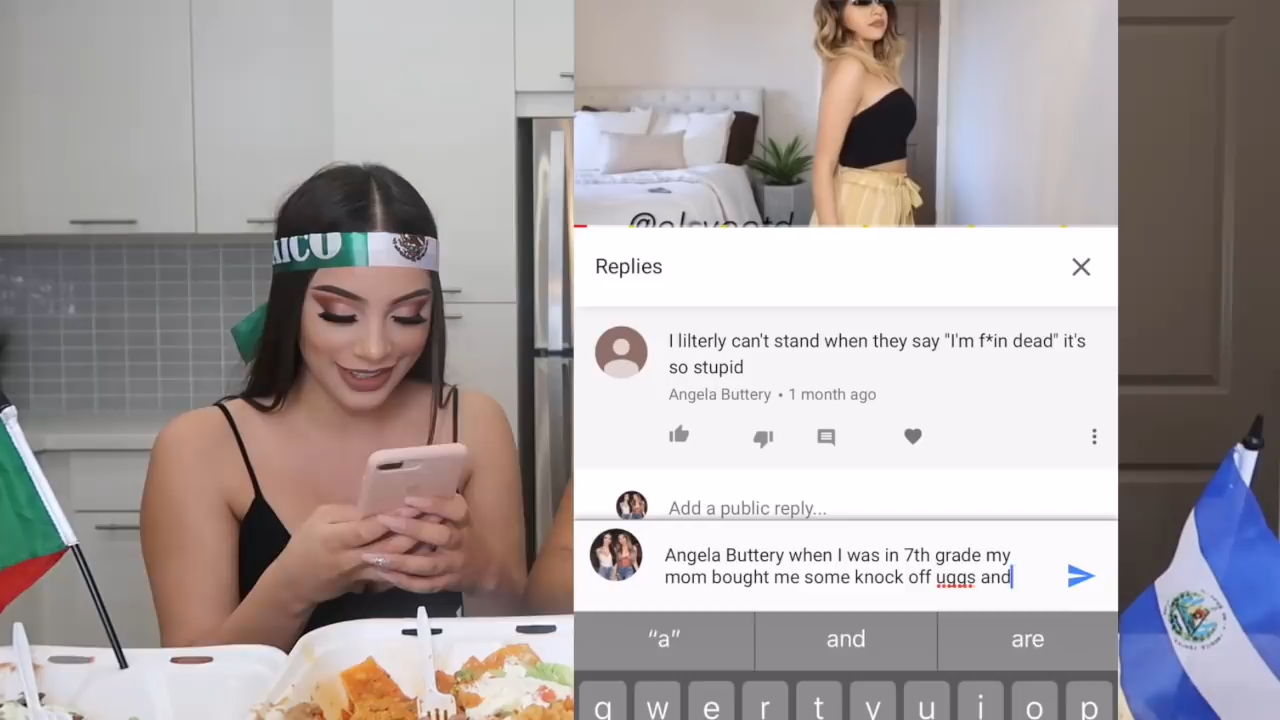 XICO
@elsypotd
Replies
I lilterly can't stand when they say "I'm f*in dead" it's
so stupid
Angela Buttery • 1 month ago
Add a public reply...
Angela Buttery when I was in 7th grade my
mom bought me some knock off uggs and
“a”
and
are
q w e r t y u i o p